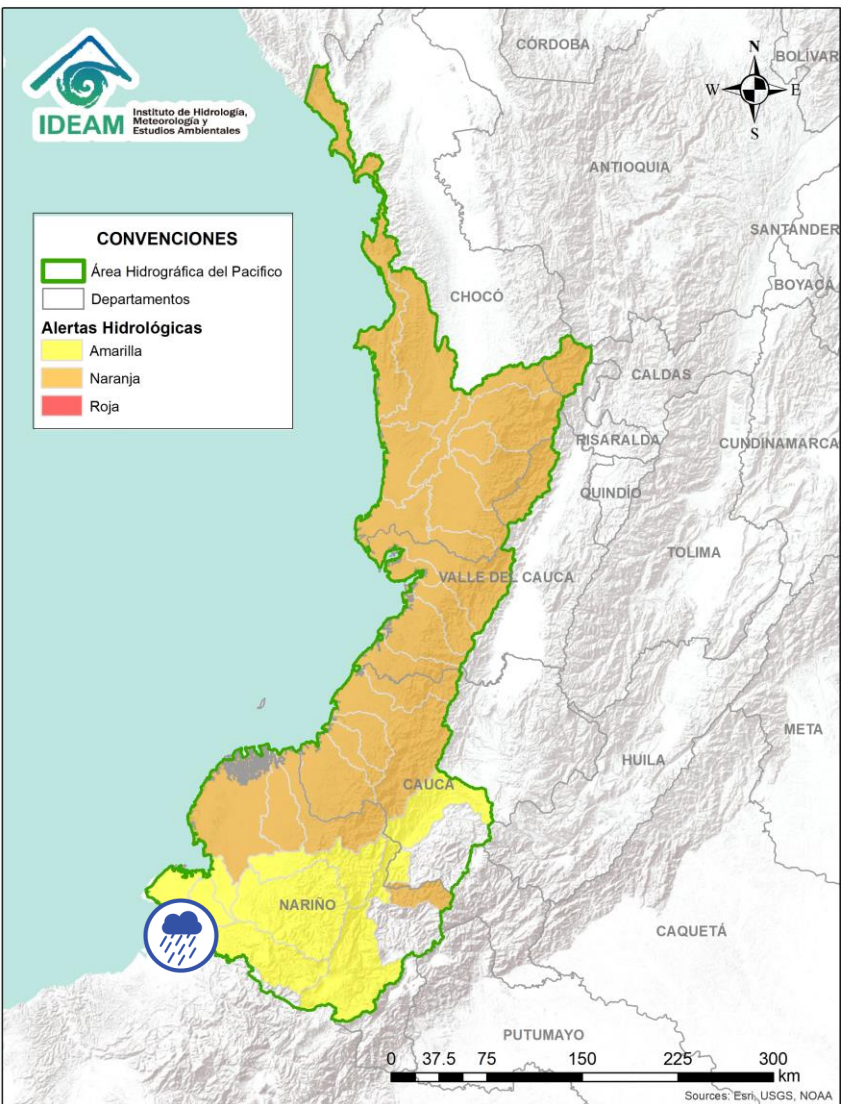 IDEAM
Instituto de Hidrología,
Meteorología y
Estudios Ambientales
N
W E
S
CÓRDOBA
BOLÍVAR
ANTIOQUIA
SANTANDER
BOYACÁ
CONVENCIONES
Área Hidrográfica del Pacifico
Departamentos
Alertas Hidrológicas
Amarilla
Naranja
Roja
CHOCÓ
CALDAS
RISARALDA
CUNDINAMARCA
QUINDÍO
TOLIMA
VALLE DEL CAUCA
META
HUILA
CAUCA
NARIÑO
CAQUETÁ
PUTUMAYO
0 37.5 75 150 225 300
km
Sources: Esri, USGS, NOAA